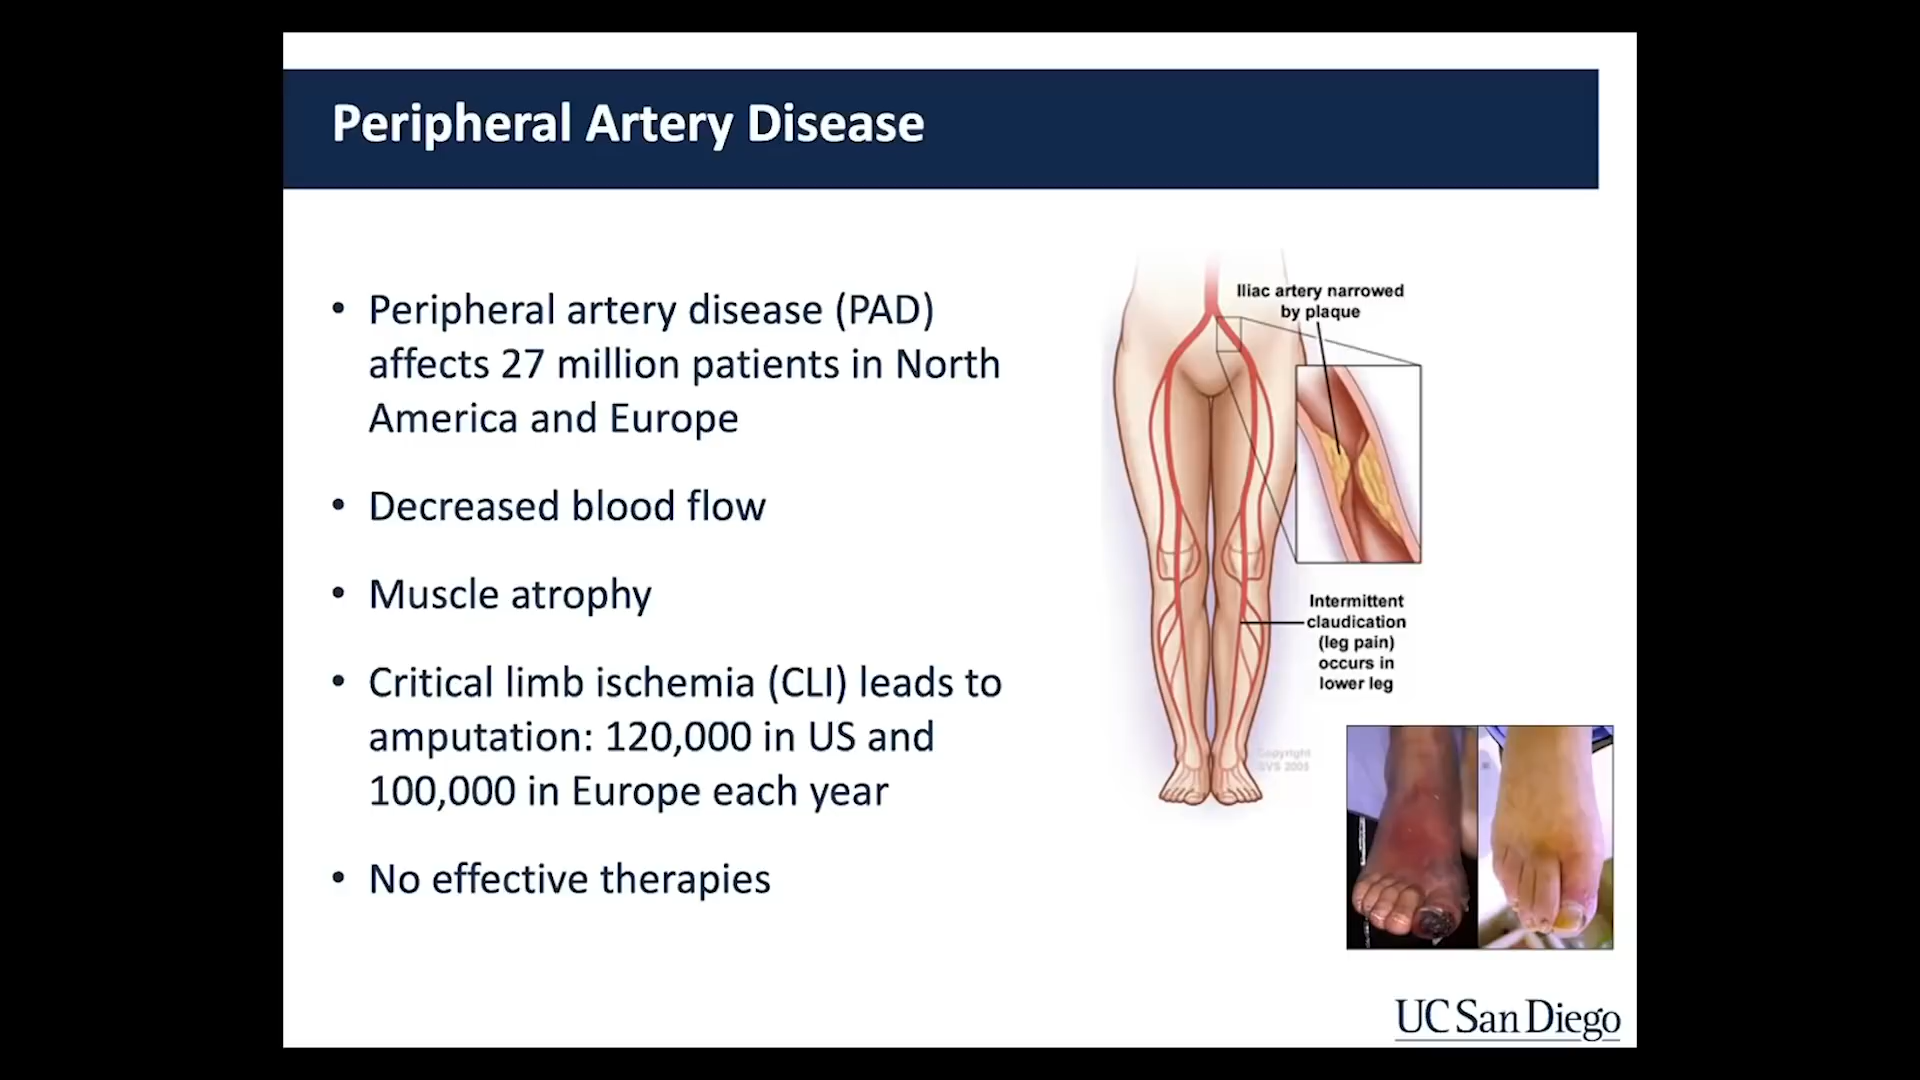 Peripheral Artery Disease
• Peripheral artery disease (PAD)
affects 27 million patients in North
America and Europe
• Decreased blood flow
• Muscle atrophy
• Critical limb ischemia (CLI) leads to
amputation: 120,000 in US and
100,000 in Europe each year
• No effective therapies
Iliac artery narrowed
by plaque
Intermittent
claudication
(leg pain)
occurs in
lower leg
Copyright
SVS 2005
UC San Diego